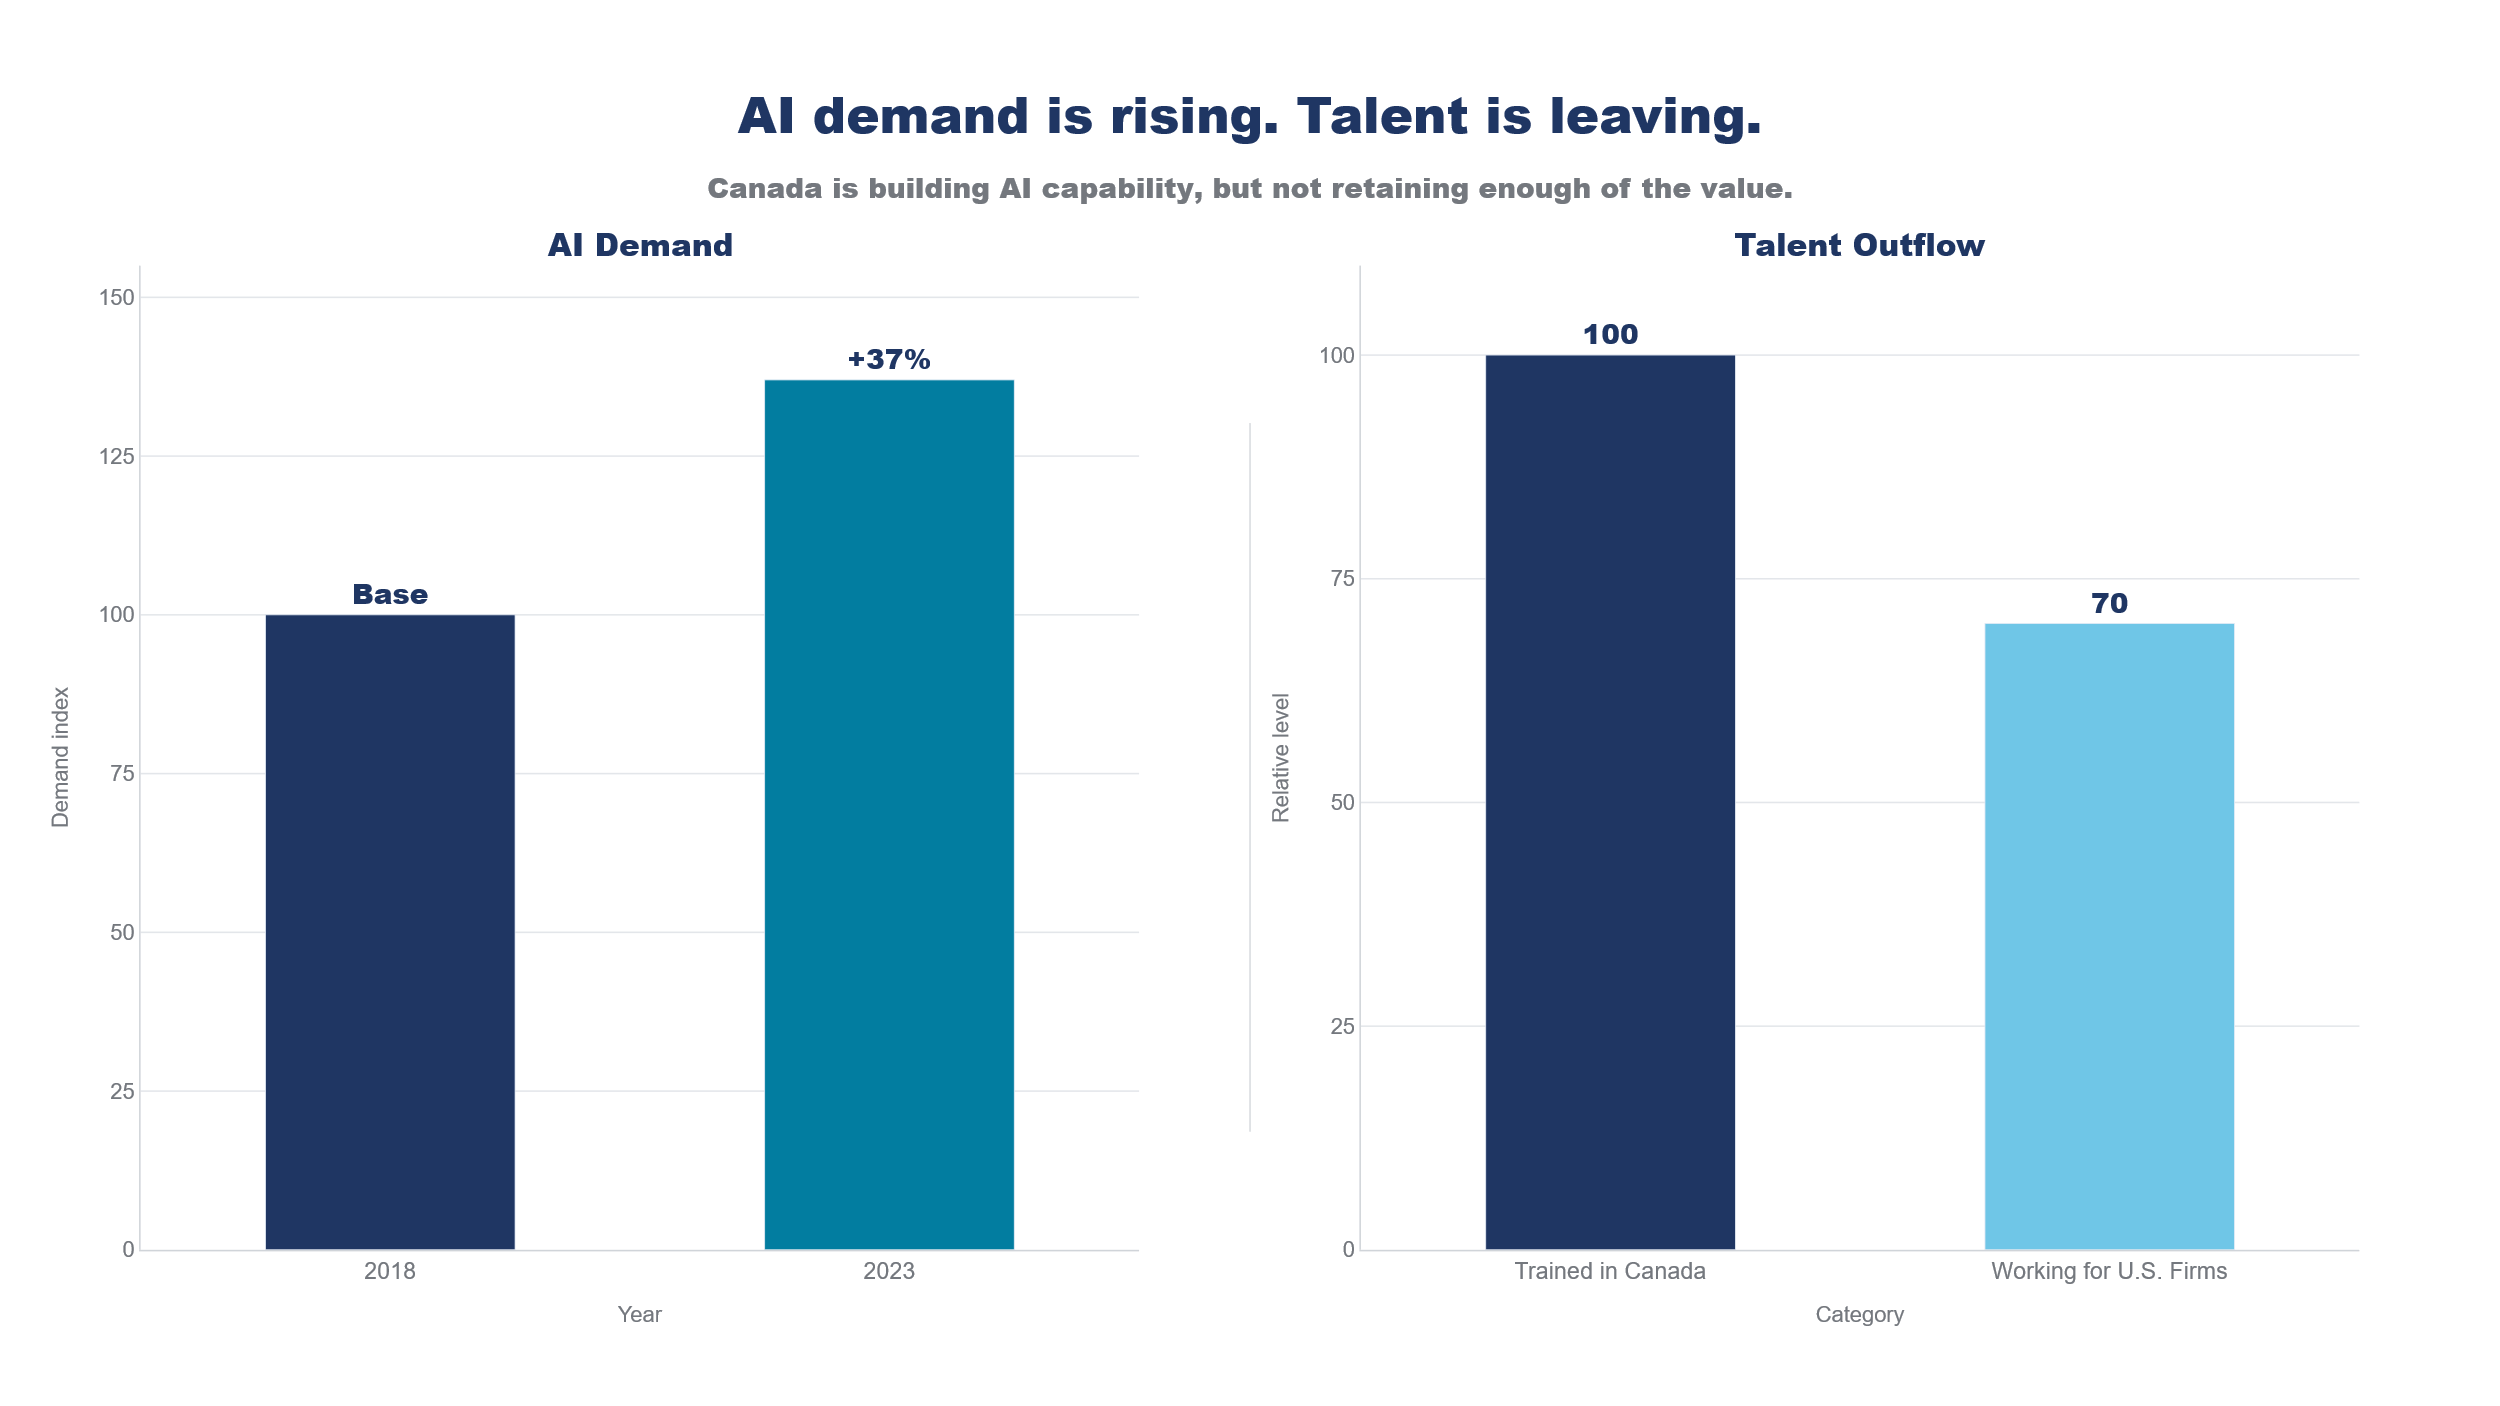 AI demand is rising. Talent is leaving.
Canada is building AI capability, but not retaining enough of the value.
AI Demand
150
125
100
75
50
25
0
Demand index
Base
+37%
2018
2023
Year
Talent Outflow
100
75
50
25
0
Relative level
100
70
Trained in Canada
Working for U.S. Firms
Category